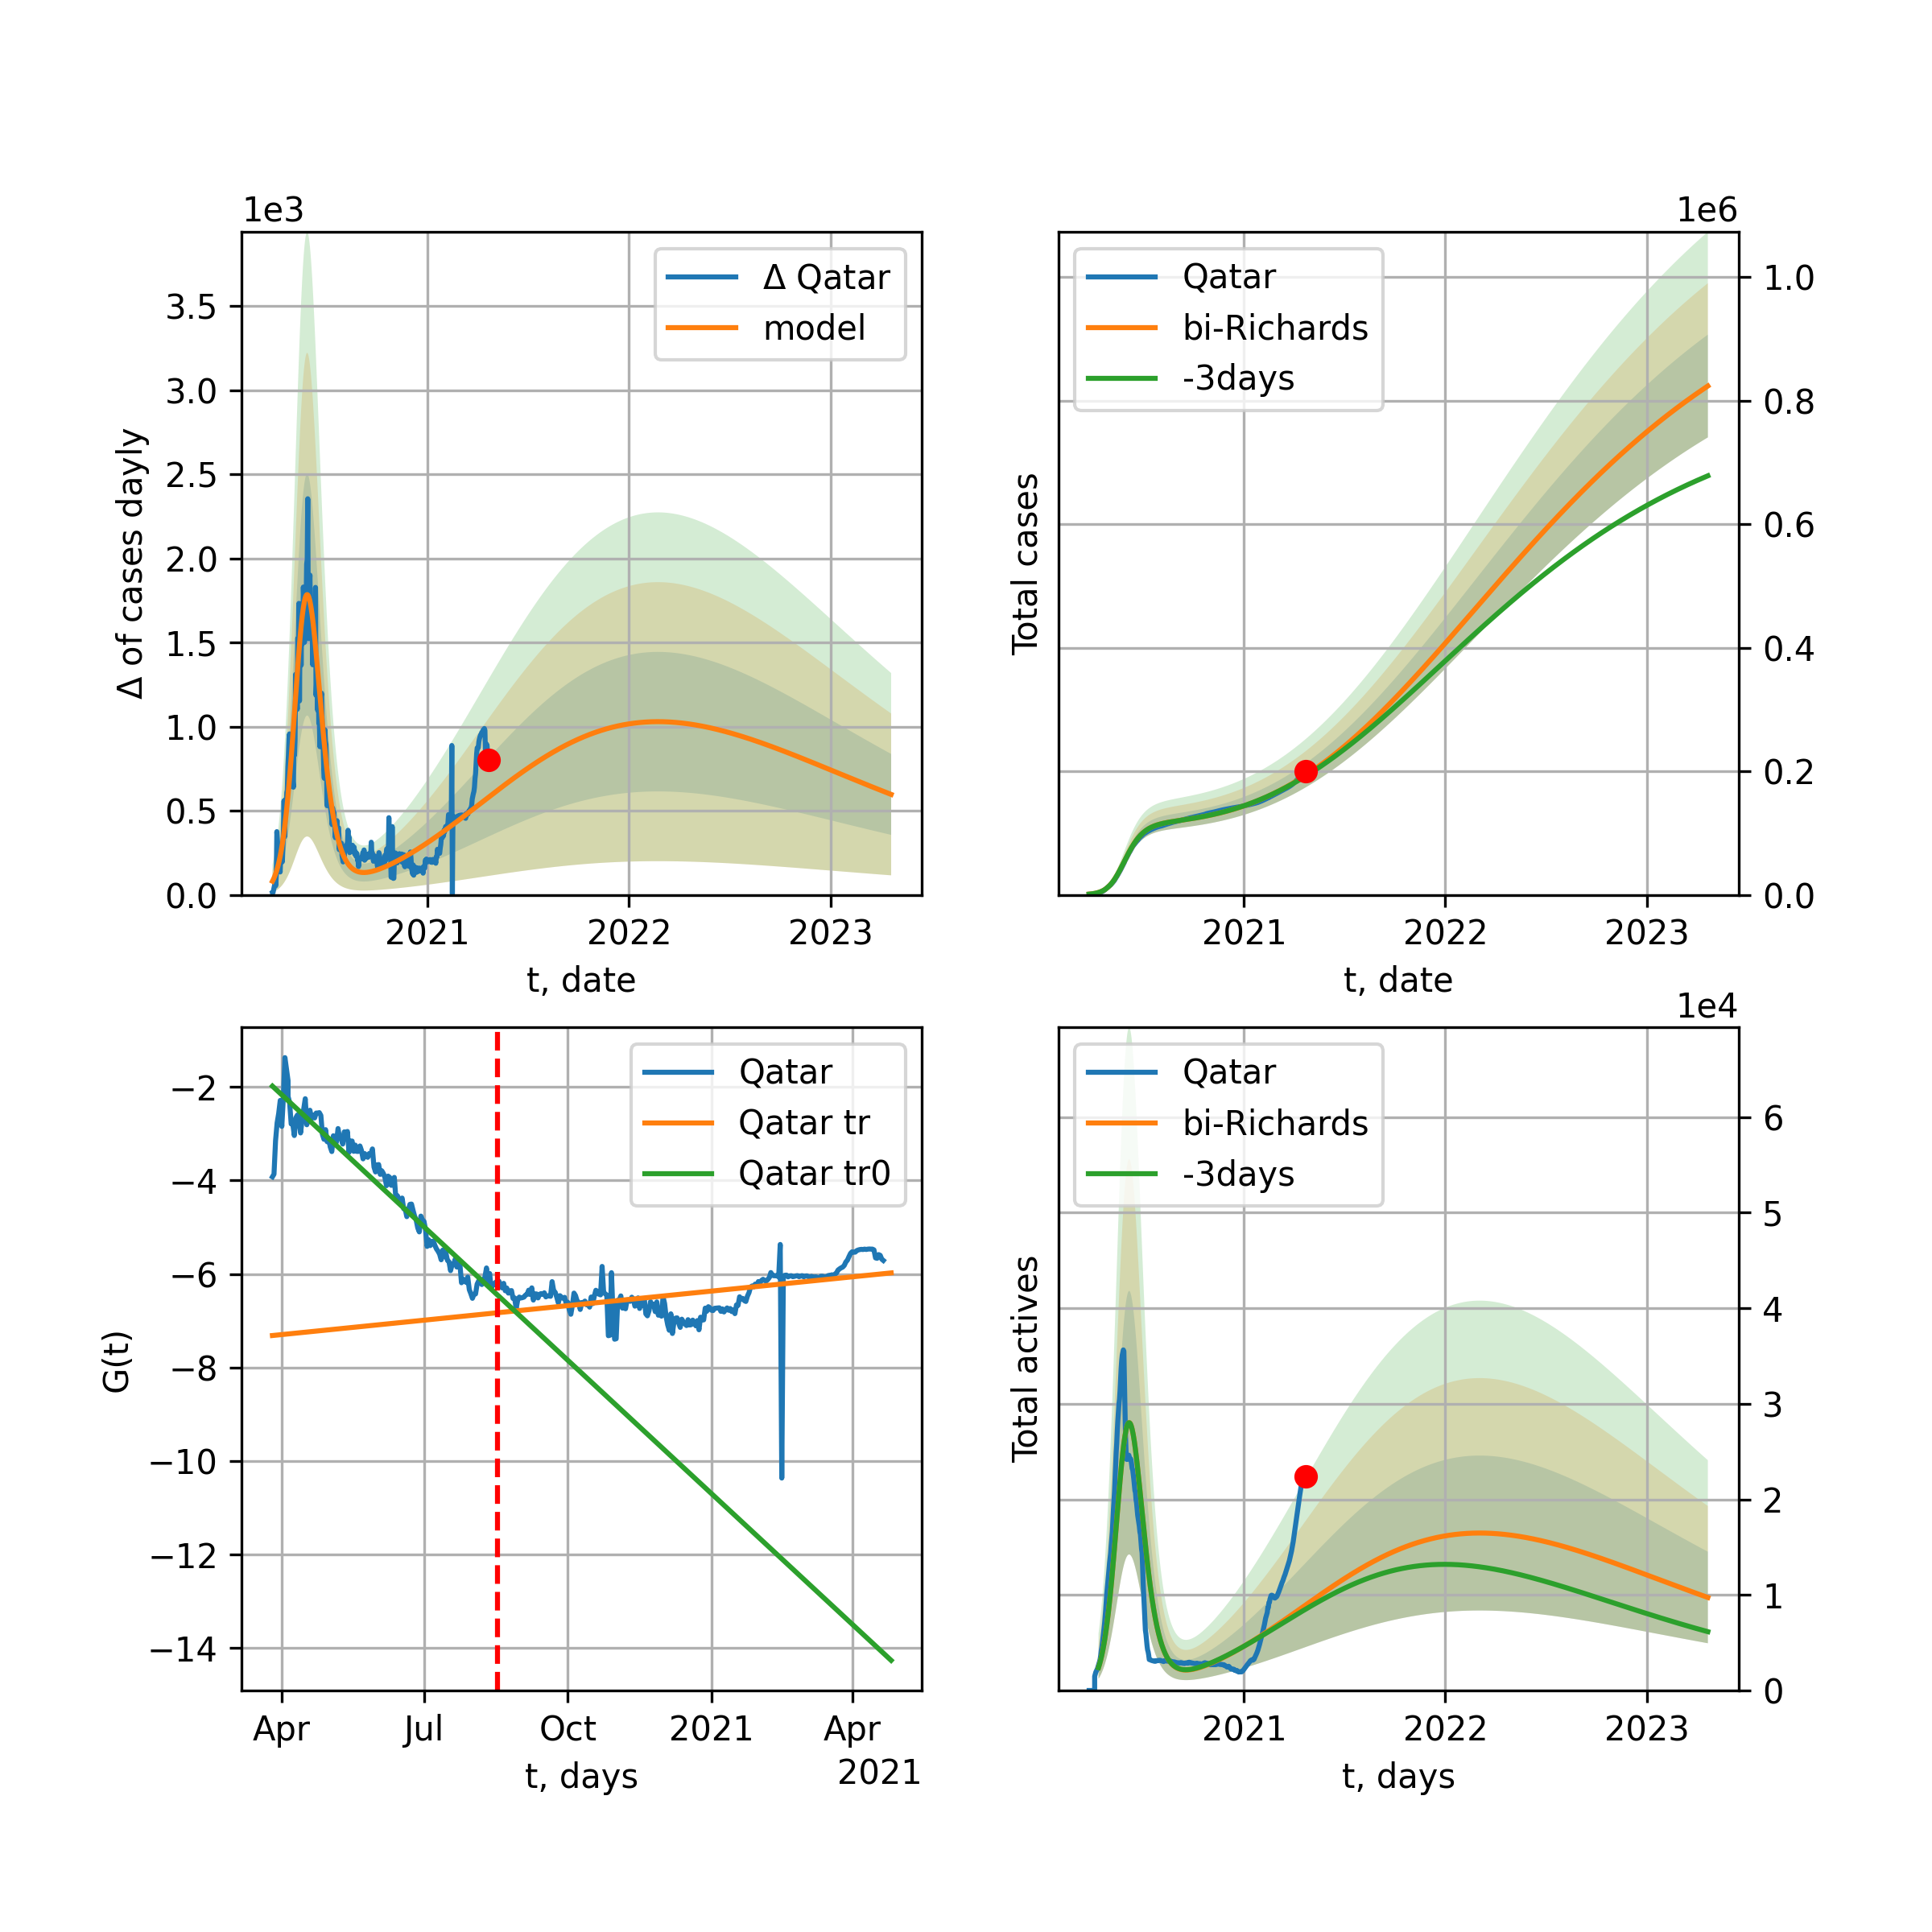 1e3
Δ of cases dayly
3.5
3.0
2.5
2.0
1.5
1.0
0.5
0.0
Δ Qatar
model
2021 2022 2023
t, date
1e6
Total cases
Qatar
bi-Richards
-3days
1.0
0.8
0.6
0.4
0.2
0.0
2021 2022 2023
t, date
G(t)
−2
−4
−6
−8
−10
−12
−14
Qatar
Qatar tr
Qatar tr0
Apr Jul Oct 2021 Apr
2021
t, days
1e4
Total actives
Qatar
bi-Richards
-3days
6
5
4
3
2
1
0
2021 2022 2023
t, days